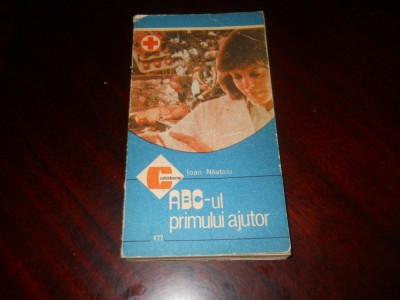 Ioan Năstoiu
ABC-ul
primului ajutor
177